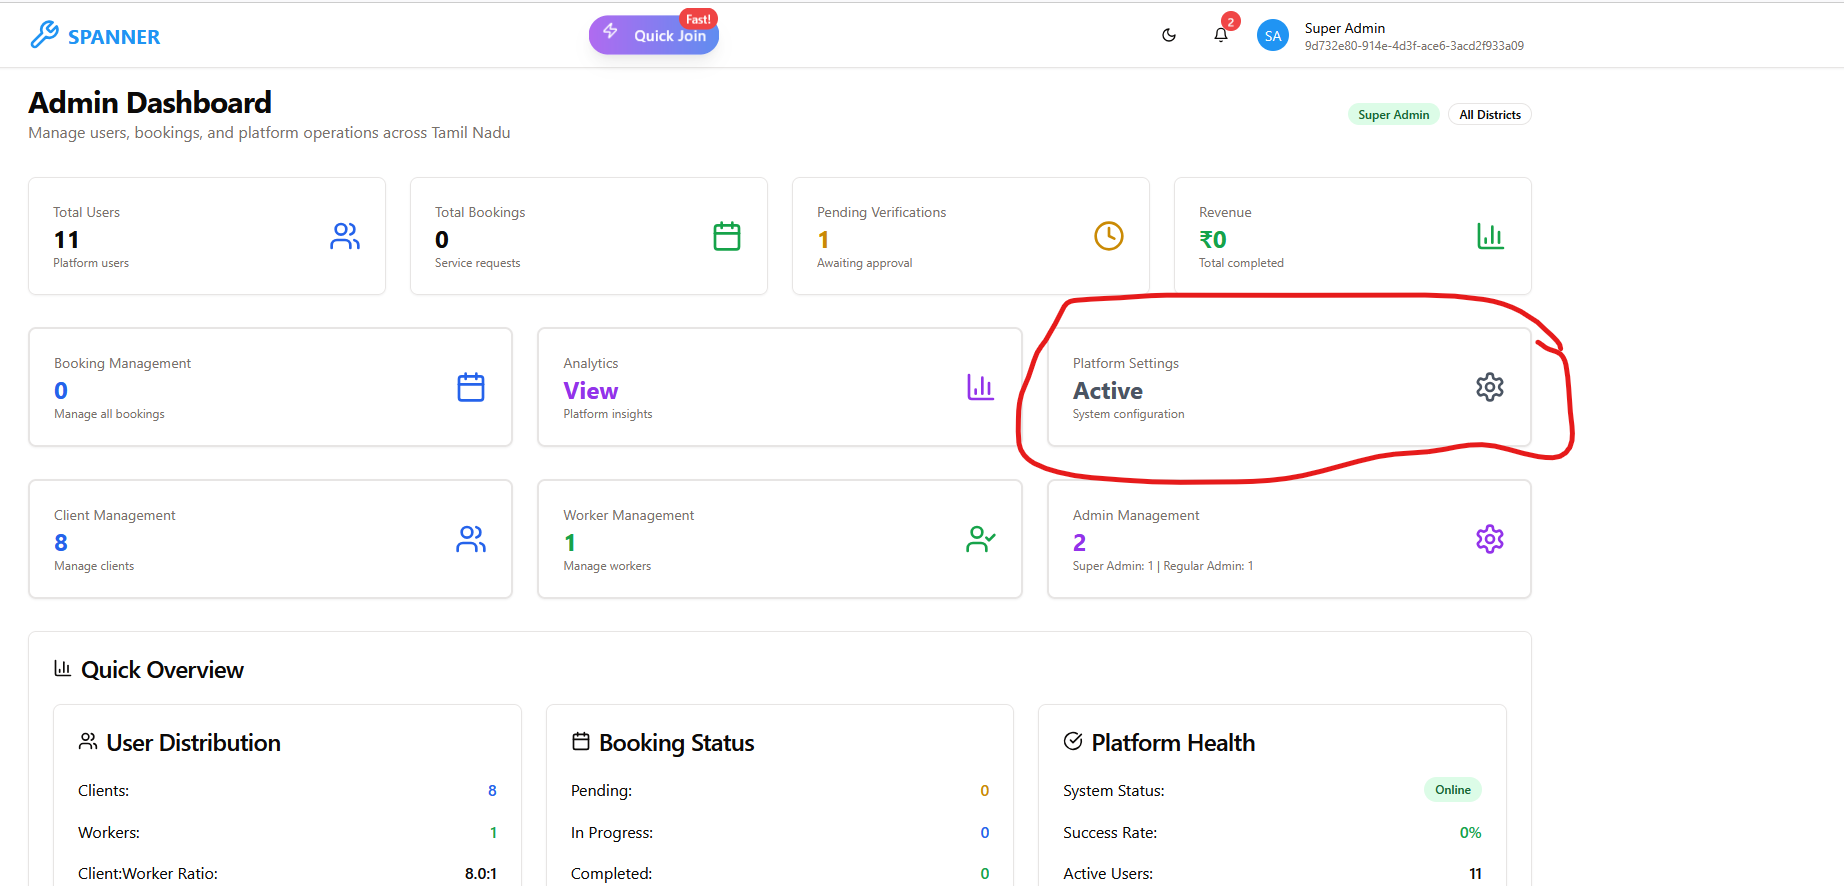 SPANNER
Quick Join
Fast!
2
SA
Super Admin
9d732e80-914e-4d3f-ace6-3acd2f933a09
Admin Dashboard
Manage users, bookings, and platform operations across Tamil Nadu
Super Admin
All Districts
Total Users
11
Platform users
Total Bookings
0
Service requests
Pending Verifications
1
Awaiting approval
Revenue
₹0
Total completed
Booking Management
0
Manage all bookings
Analytics
View
Platform insights
Platform Settings
Active
System configuration
Client Management
8
Manage clients
Worker Management
1
Manage workers
Admin Management
2
Super Admin: 1 | Regular Admin: 1
Quick Overview
User Distribution
Clients: 8
Workers: 1
Client:Worker Ratio: 8.0:1
Booking Status
Pending: 0
In Progress: 0
Completed: 0
Platform Health
System Status: Online
Success Rate: 0%
Active Users: 11